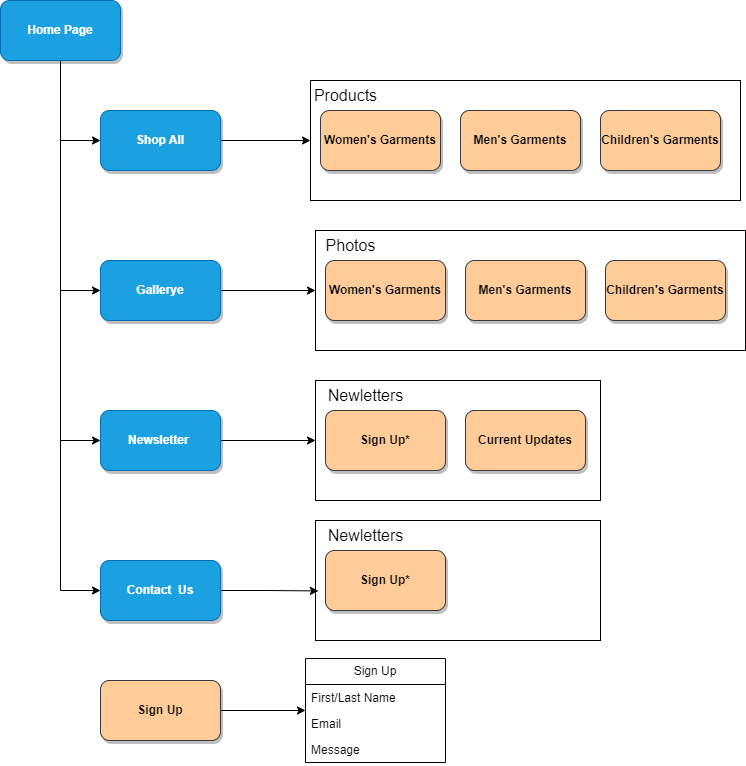 Home Page
Products
Shop All
Women's Garments
Men's Garments
Children's Garments
Photos
Gallerye
Women's Garments
Men's Garments
Children's Garments
Newletters
Newsletter
Sign Up*
Current Updates
Newletters
Contact  Us
Sign Up*
Sign Up
Sign Up
First/Last Name
Email
Message